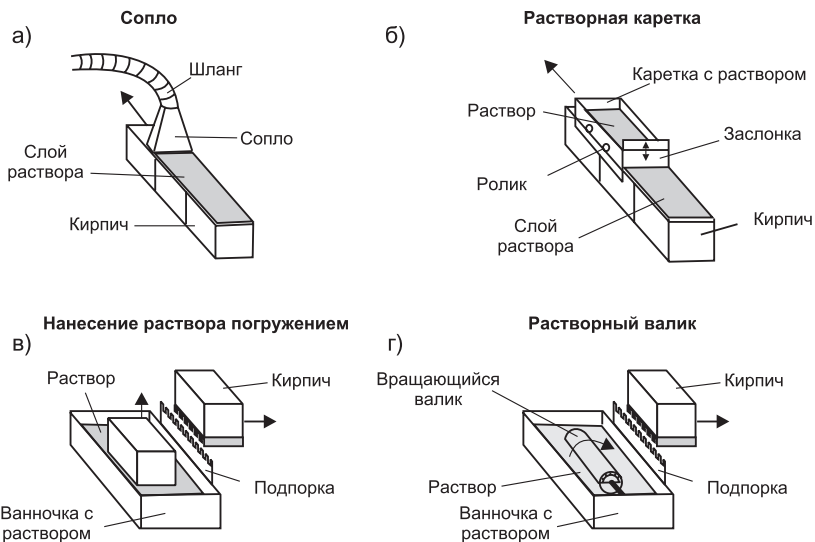 Сопло
а)
Шланг
Сопло
Слой
раствора
Кирпич
Растворная каретка
б)
Каретка с раствором
Раствор
Заслонка
Ролик
Слой
раствора
Кирпич
Нанесение раствора погружением
в)
Раствор
Кирпич
Подпорка
Ванночка с
раствором
Растворный валик
г)
Вращающийся
валик
Кирпич
Раствор
Подпорка
Ванночка с
раствором